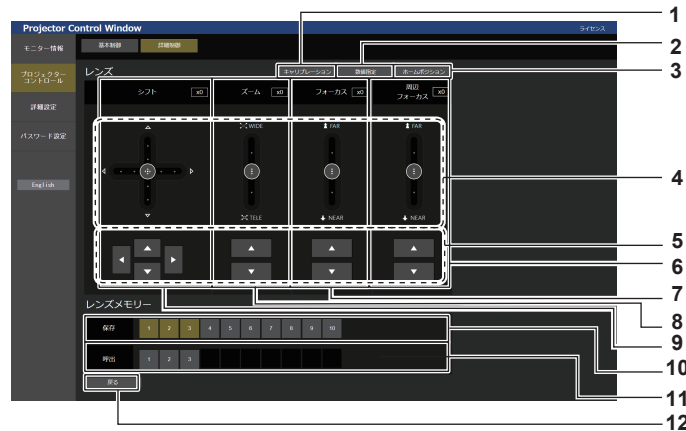 Projector Control Window
ライセンス
モニター情報
基本制御
詳細制御
プロジェクター
コントロール
詳細設定
パスワード設定
English
レンズ
キャリブレーション
数値指定
ホームポジション
シフト
x0
ズーム
x0
フォーカス
x0
周辺
フォーカス
x0
WIDE
FAR
FAR
TELE
NEAR
NEAR
レンズメモリー
保存
1 2 3 4 5 6 7 8 9 10
呼出
1 2 3
戻る
1
2
3
4
5
6
7
8
9
10
11
12